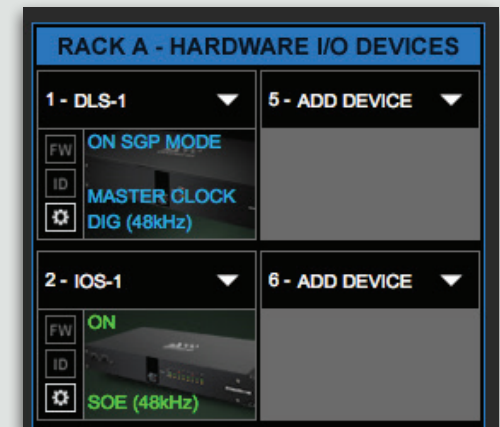 RACK A - HARDWARE I/O DEVICES
1 - DLS-1
5 - ADD DEVICE
FW
ON SGP MODE
ID
MASTER CLOCK
DIG (48kHz)
2 - IOS-1
6 - ADD DEVICE
FW
ON
ID
SOE (48kHz)